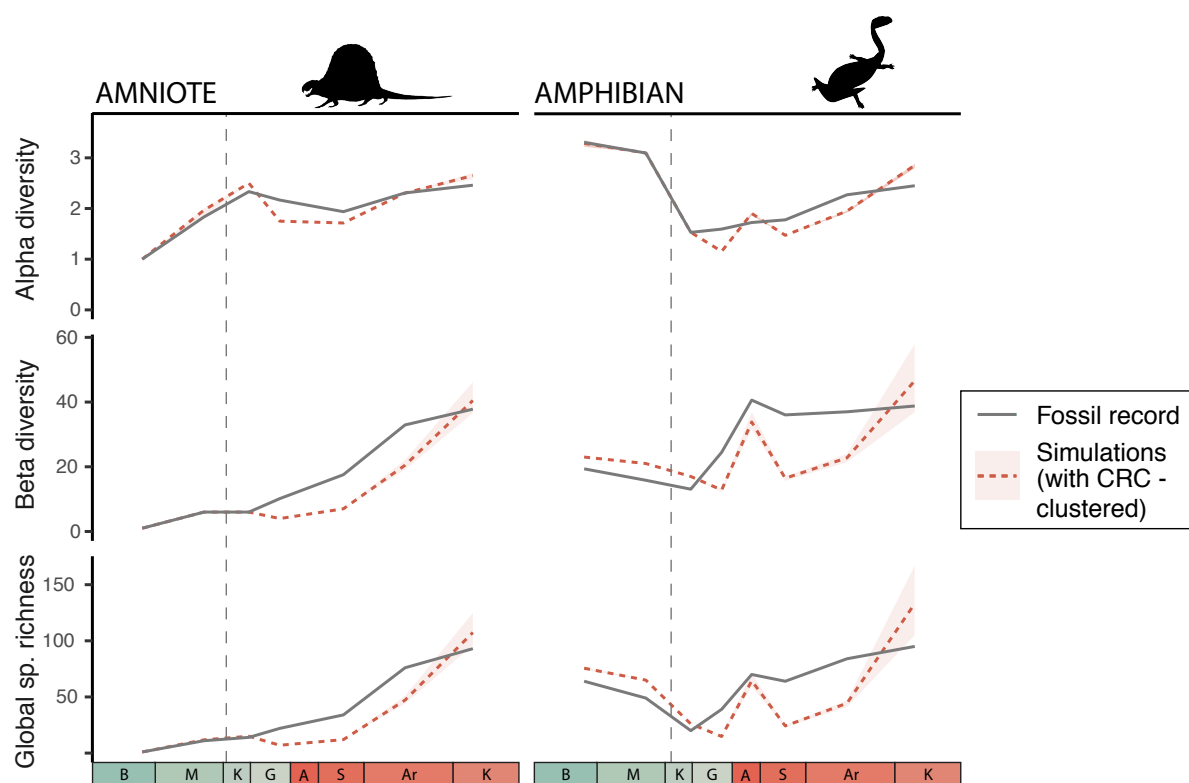 AMNIOTE
AMPHIBIAN
Alpha diversity
3
2
1
0
Beta diversity
60
40
20
0
Global sp. richness
150
100
50
B M K G A S Ar K
B M K G A S Ar K
Fossil record
Simulations
(with CRC -
clustered)